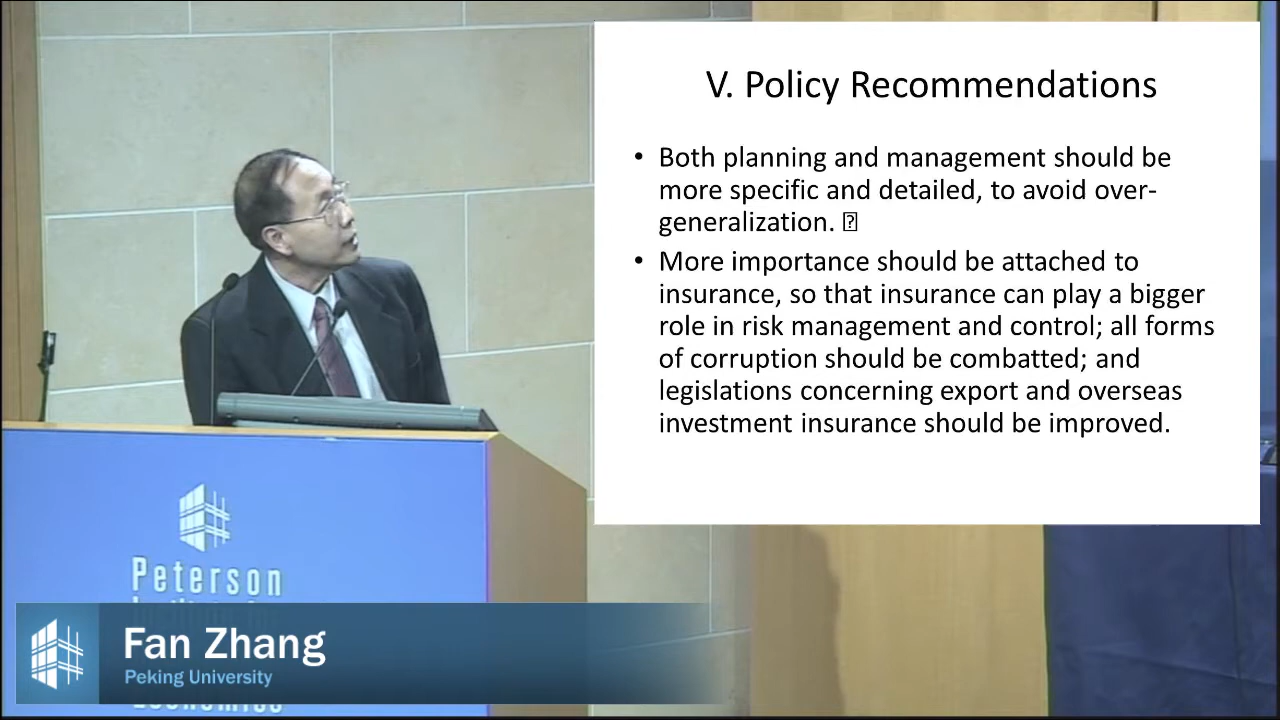 V. Policy Recommendations
• Both planning and management should be
more specific and detailed, to avoid over-
generalization. 
• More importance should be attached to
insurance, so that insurance can play a bigger
role in risk management and control; all forms
of corruption should be combatted; and
legislations concerning export and overseas
investment insurance should be improved.
Peterson
Fan Zhang
Peking University